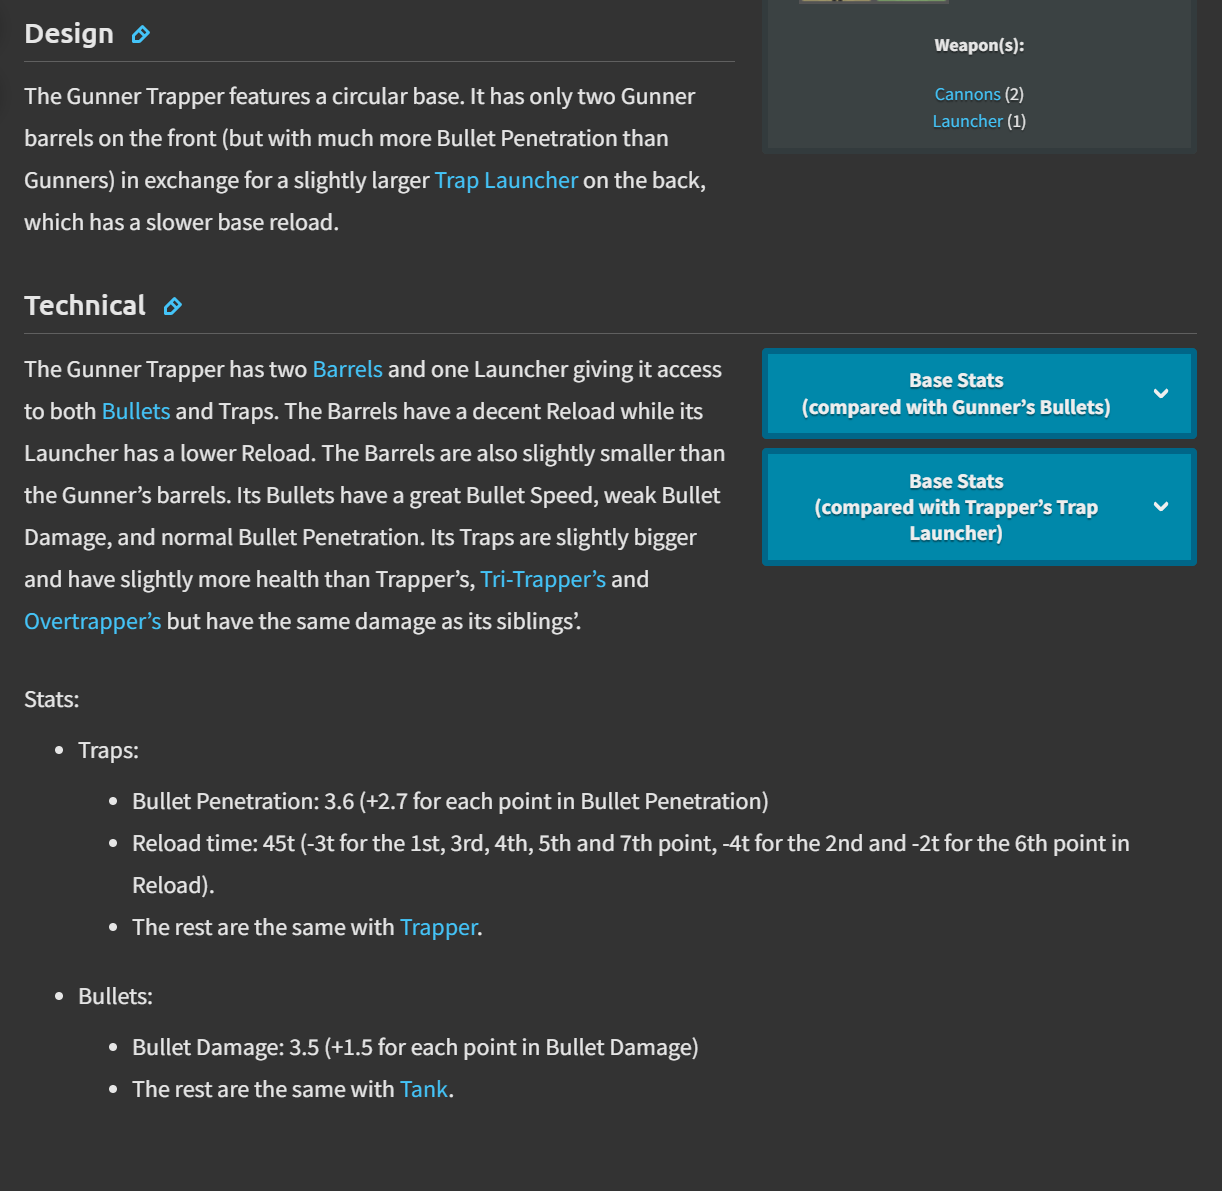 Design
The Gunner Trapper features a circular base. It has only two Gunner
barrels on the front (but with much more Bullet Penetration than
Gunners) in exchange for a slightly larger Trap Launcher on the back,
which has a slower base reload.
Weapon(s):
Cannons (2)
Launcher (1)
Technical
The Gunner Trapper has two Barrels and one Launcher giving it access
to both Bullets and Traps. The Barrels have a decent Reload while its
Launcher has a lower Reload. The Barrels are also slightly smaller than
the Gunner’s barrels. Its Bullets have a great Bullet Speed, weak Bullet
Damage, and normal Bullet Penetration. Its Traps are slightly bigger
and have slightly more health than Trapper’s, Tri-Trapper’s and
Overtrapper’s but have the same damage as its siblings’.
Base Stats
(compared with Gunner’s Bullets)
Base Stats
(compared with Trapper’s Trap
Launcher)
Stats:
Traps:
Bullet Penetration: 3.6 (+2.7 for each point in Bullet Penetration)
Reload time: 45t (-3t for the 1st, 3rd, 4th, 5th and 7th point, -4t for the 2nd and -2t for the 6th point in
Reload).
The rest are the same with Trapper.
Bullets:
Bullet Damage: 3.5 (+1.5 for each point in Bullet Damage)
The rest are the same with Tank.